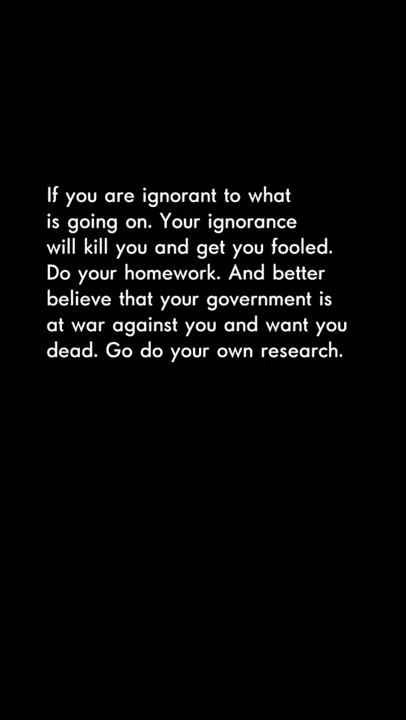 If you are ignorant to what
is going on. Your ignorance
will kill you and get you fooled.
Do your homework. And better
believe that your government is
at war against you and want you
dead. Go do your own research.